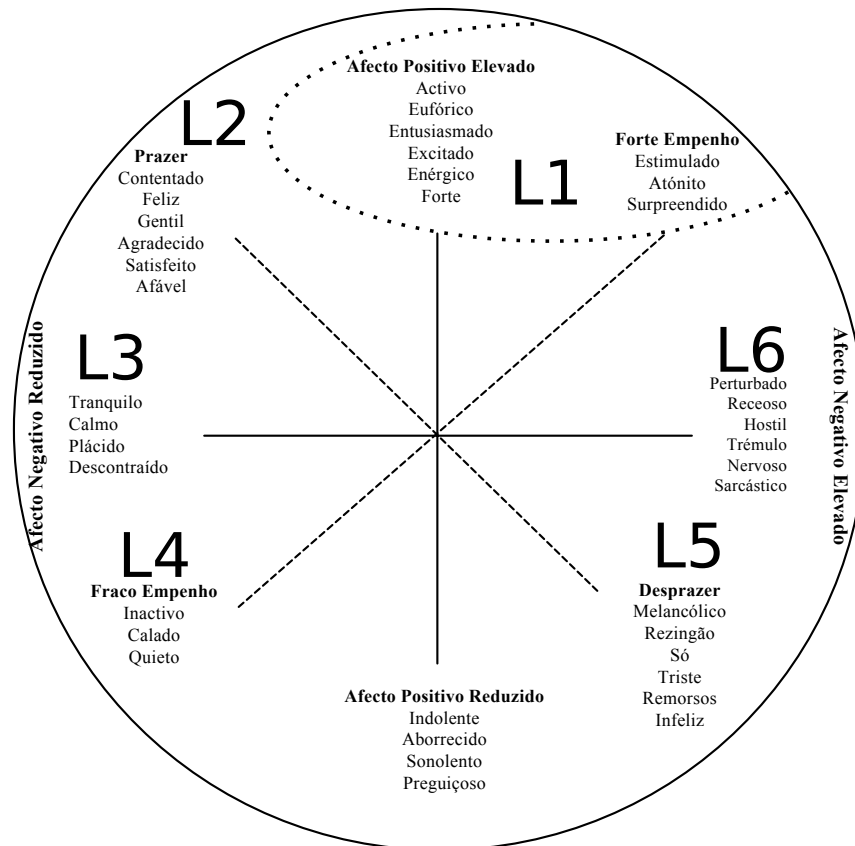 Afecto Positivo Elevado
Activo
Eufórico
Entusiasmado
Excitado
Enérgico
Forte
L1
Forte Empenho
Estimulado
Atónito
Surpreendido
L2
Prazer
Contentado
Feliz
Gentil
Agradecido
Satisfeito
Afável
Afecto Negativo Reduzido
L3
Tranquilo
Calmo
Plácido
Descontraído
L6
Perturbado
Receoso
Hostil
Trémulo
Nervoso
Sarcástico
Afecto Negativo Elevado
L4
Fraco Empenho
Inactivo
Calado
Quieto
L5
Desprazer
Melancólico
Rezingão
Só
Triste
Remorsos
Infeliz
Afecto Positivo Reduzido
Indolente
Aborrecido
Sonolento
Preguiçoso